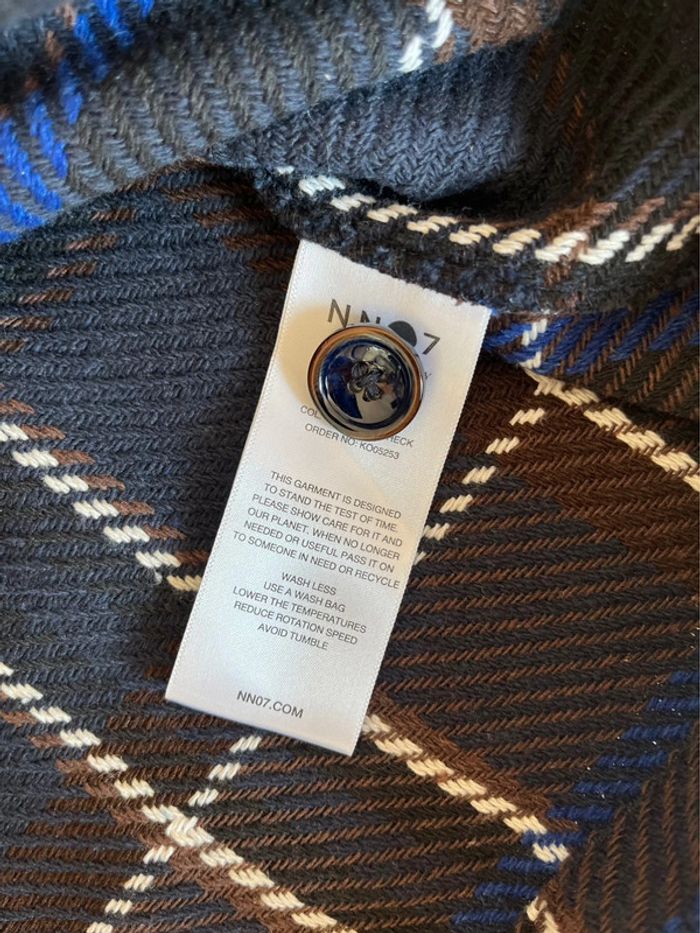 NN07
ORDER NO: KO05253
THIS GARMENT IS DESIGNED
TO STAND THE TEST OF TIME.
PLEASE SHOW CARE FOR IT AND
OUR PLANET. WHEN NO LONGER
NEEDED OR USEFUL PASS IT ON
TO SOMEONE IN NEED OR RECYCLE
WASH LESS
USE A WASH BAG
LOWER THE TEMPERATURES
REDUCE ROTATION SPEED
AVOID TUMBLE
NN07.COM